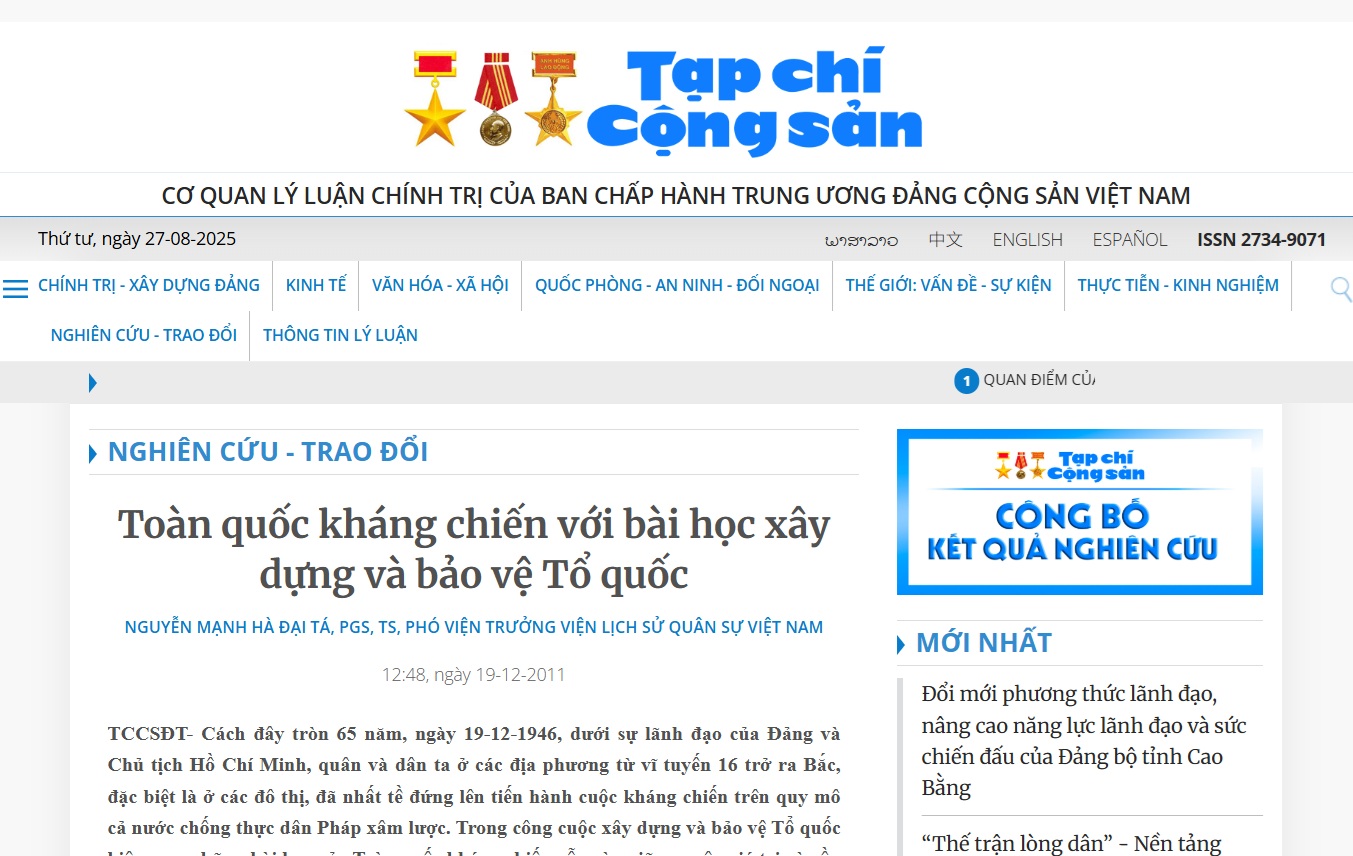 Tạp chí
Cộng sản
CƠ QUAN LÝ LUẬN CHÍNH TRỊ CỦA BAN CHẤP HÀNH TRUNG ƯƠNG ĐẢNG CỘNG SẢN VIỆT NAM
Thứ tư, ngày 27-08-2025
ພາສາລາວ 中文 ENGLISH ESPAÑOL ISSN 2734-9071
CHÍNH TRỊ - XÂY DỰNG ĐẢNG KINH TẾ VĂN HÓA - XÃ HỘI QUỐC PHÒNG - AN NINH - ĐỐI NGOẠI THẾ GIỚI: VẤN ĐỀ - SỰ KIỆN THỰC TIỄN - KINH NGHIỆM
NGHIÊN CỨU - TRAO ĐỔI THÔNG TIN LÝ LUẬN
1 QUAN ĐIỂM CỦA
NGHIÊN CỨU - TRAO ĐỔI
Toàn quốc kháng chiến với bài học xây
dựng và bảo vệ Tổ quốc
NGUYỄN MẠNH HÀ ĐẠI TÁ, PGS, TS, PHÓ VIỆN TRƯỞNG VIỆN LỊCH SỬ QUÂN SỰ VIỆT NAM
12:48, ngày 19-12-2011
TCCSĐT- Cách đây tròn 65 năm, ngày 19-12-1946, dưới sự lãnh đạo của Đảng và
Chủ tịch Hồ Chí Minh, quân và dân ta ở các địa phương từ vĩ tuyến 16 trở ra Bắc,
đặc biệt là ở các đô thị, đã nhất tề đứng lên tiến hành cuộc kháng chiến trên quy mô
cả nước chống thực dân Pháp xâm lược. Trong công cuộc xây dựng và bảo vệ Tổ quốc
Tạp chí
Cộng sản
CÔNG BỐ
KẾT QUẢ NGHIÊN CỨU
MỚI NHẤT
Đổi mới phương thức lãnh đạo,
nâng cao năng lực lãnh đạo và sức
chiến đấu của Đảng bộ tỉnh Cao
Bằng
“Thế trận lòng dân” - Nền tảng